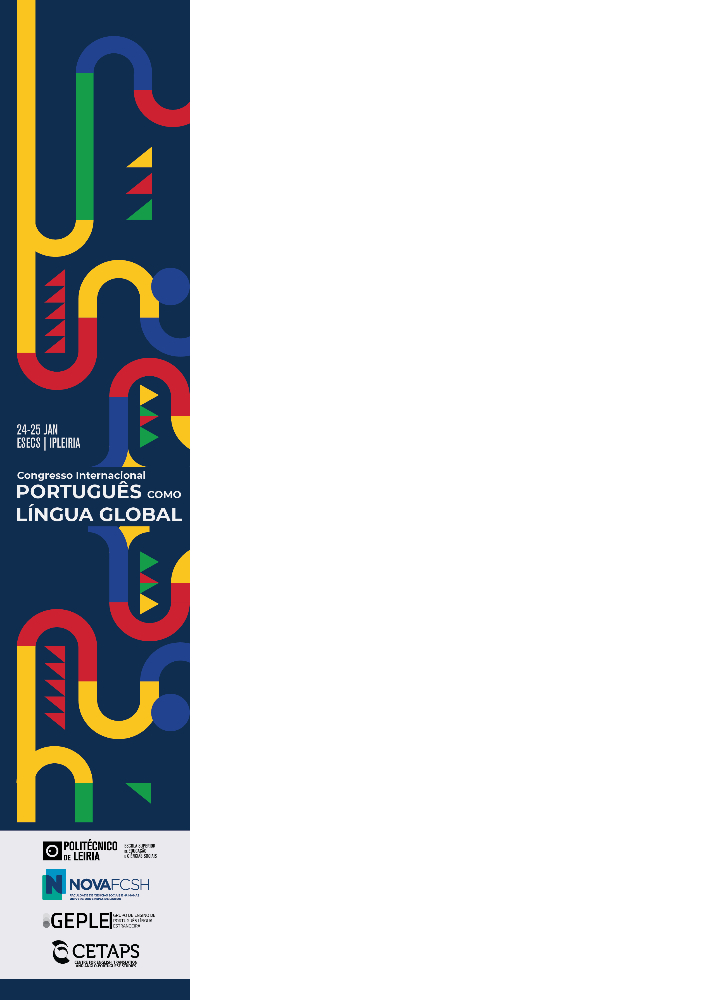 24-25 JAN
ESECS | IPLEIRIA
Congresso Internacional
PORTUGUÊS COMO
LÍNGUA GLOBAL
POLITÉCNICO
DE LEIRIA
ESCOLA SUPERIOR
DE EDUCAÇÃO
E CIÊNCIAS SOCIAIS
N NOVAFCSH
FACULDADE DE CIÊNCIAS SOCIAIS E HUMANAS
UNIVERSIDADE NOVA DE LISBOA
GEPLE
GRUPO DE ENSINO DE
PORTUGUÊS LÍNGUA
ESTRANGEIRA
CETAPS
CENTRE FOR ENGLISH, TRANSLATION
AND ANGLO-PORTUGUESE STUDIES